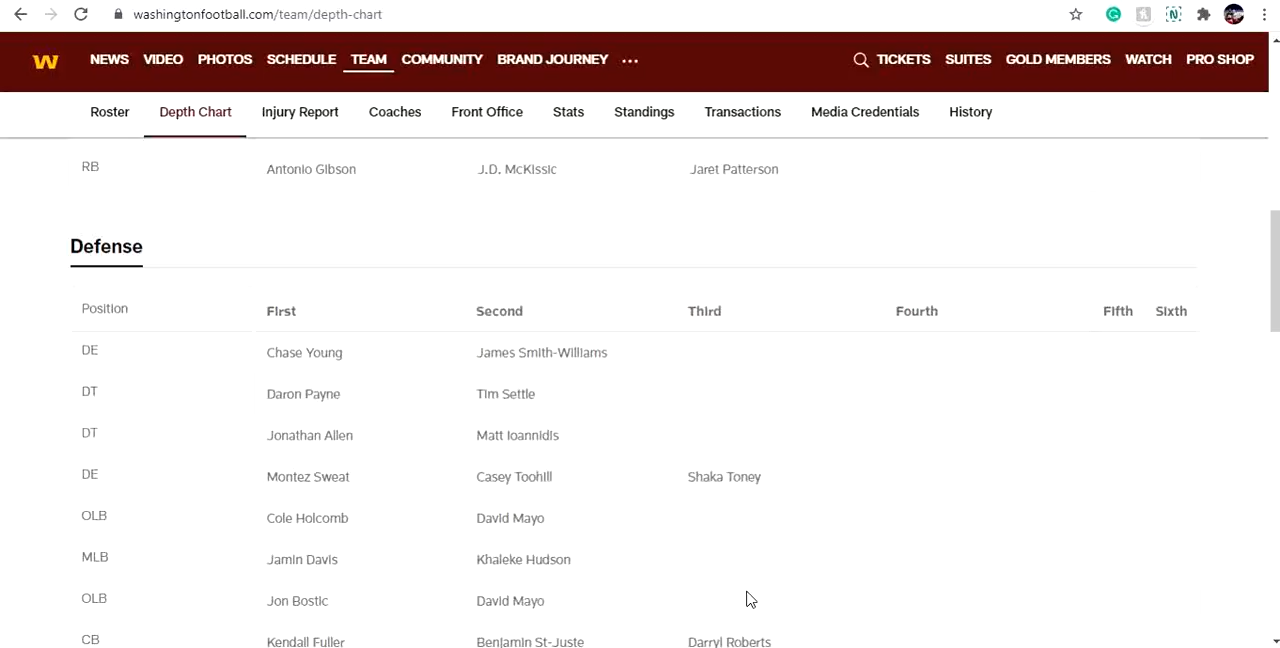 washingtonfootball.com/team/depth-chart
W NEWS VIDEO PHOTOS SCHEDULE TEAM COMMUNITY BRAND JOURNEY ... TICKETS SUITES GOLD MEMBERS WATCH PRO SHOP
Roster Depth Chart Injury Report Coaches Front Office Stats Standings Transactions Media Credentials History
RB Antonio Gibson J.D. McKissic Jaret Patterson
Defense
Position First Second Third Fourth Fifth Sixth
DE Chase Young James Smith-Williams
DT Daron Payne Tim Settle
DT Jonathan Allen Matt Ioannidis
DE Montez Sweat Casey Toohill Shaka Toney
OLB Cole Holcomb David Mayo
MLB Jamin Davis Khaleke Hudson
OLB Jon Bostic David Mayo
CB Kendall Fuller Benjamin St-Juste Darryl Roberts